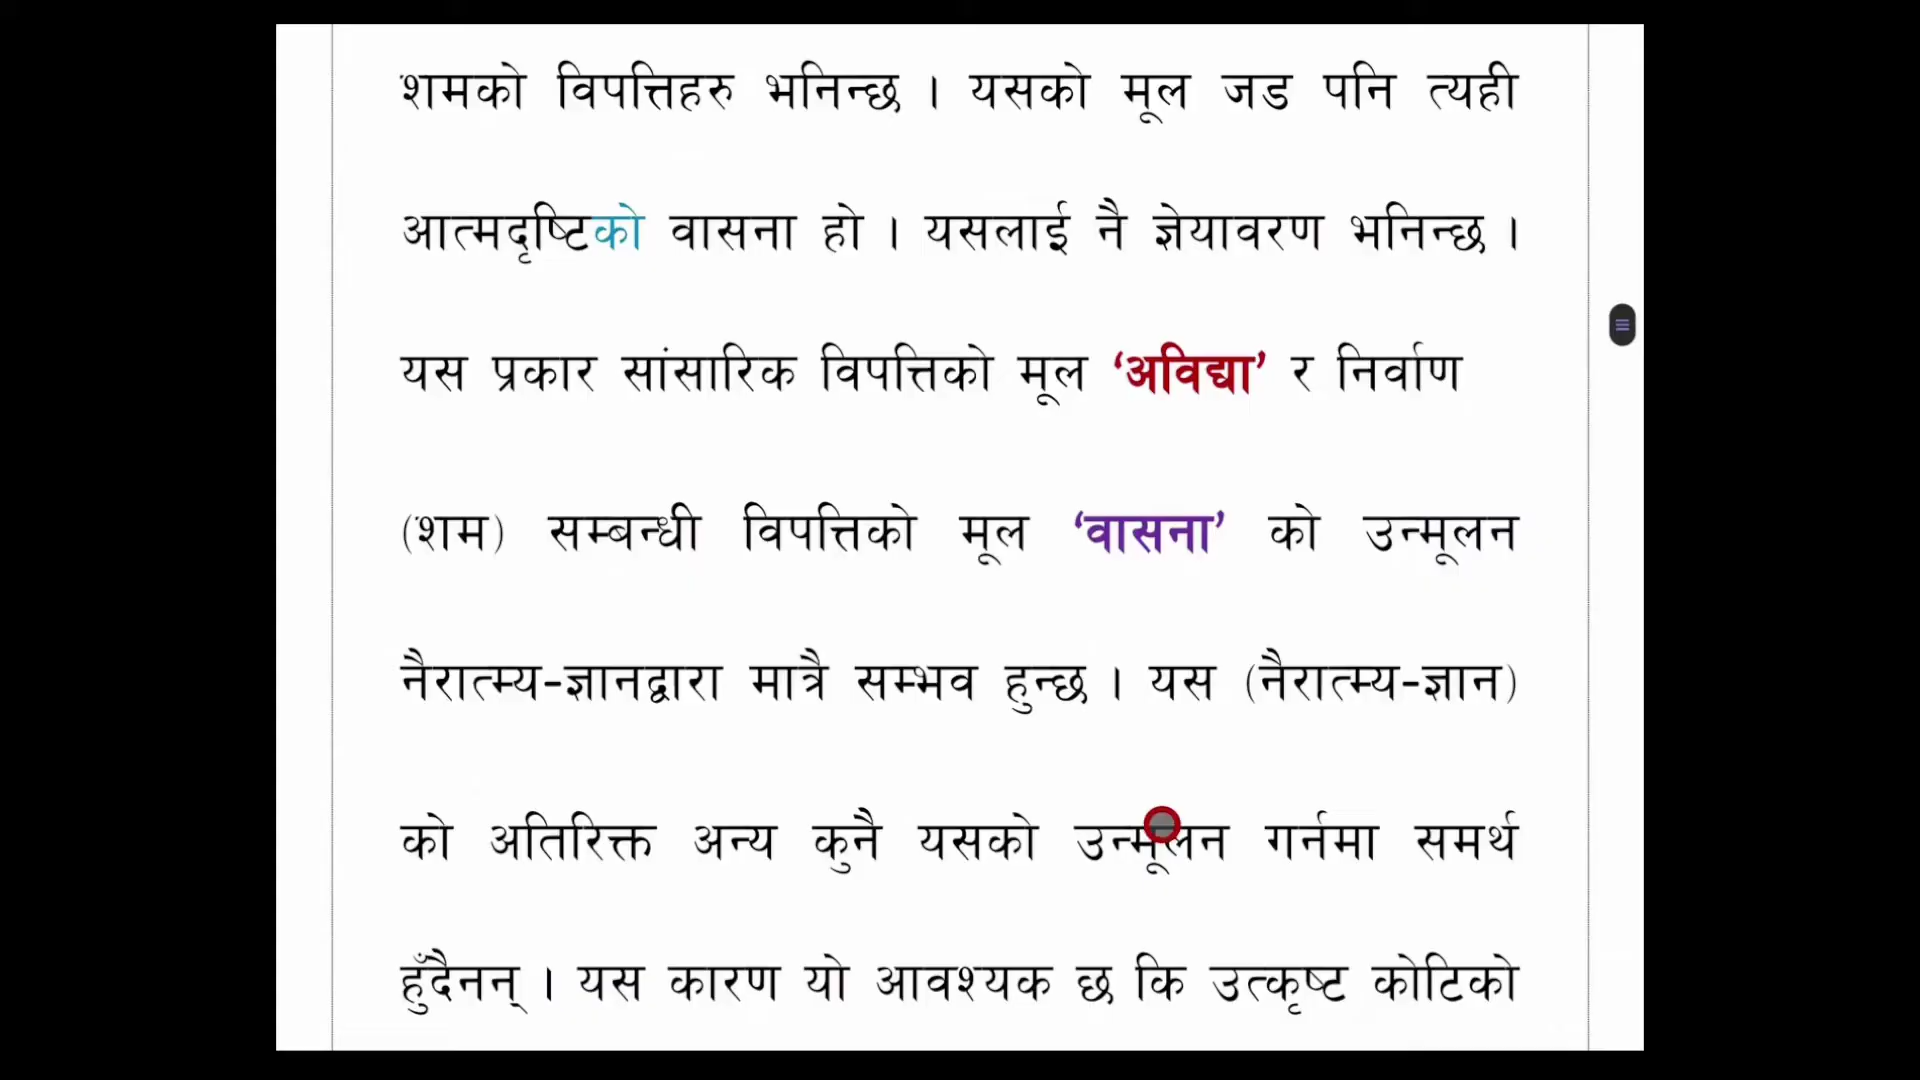 शमको विपत्तिहरु भनिन्छ । यसको मूल जड पनि त्यही
आत्मदृष्टिको वासना हो । यसलाई नै ज्ञेयावरण भनिन्छ ।
यस प्रकार सांसारिक विपत्तिको मूल ‘अविद्या’ र निर्वाण
(शम) सम्बन्धी विपत्तिको मूल ‘वासना’ को उन्मूलन
नैरात्म्य-ज्ञानद्वारा मात्रै सम्भव हुन्छ । यस (नैरात्म्य-ज्ञान)
को अतिरिक्त अन्य कुनै यसको उन्मूलन गर्नमा समर्थ
हुँदैनन् । यस कारण यो आवश्यक छ कि उत्कृष्ट कोटिको